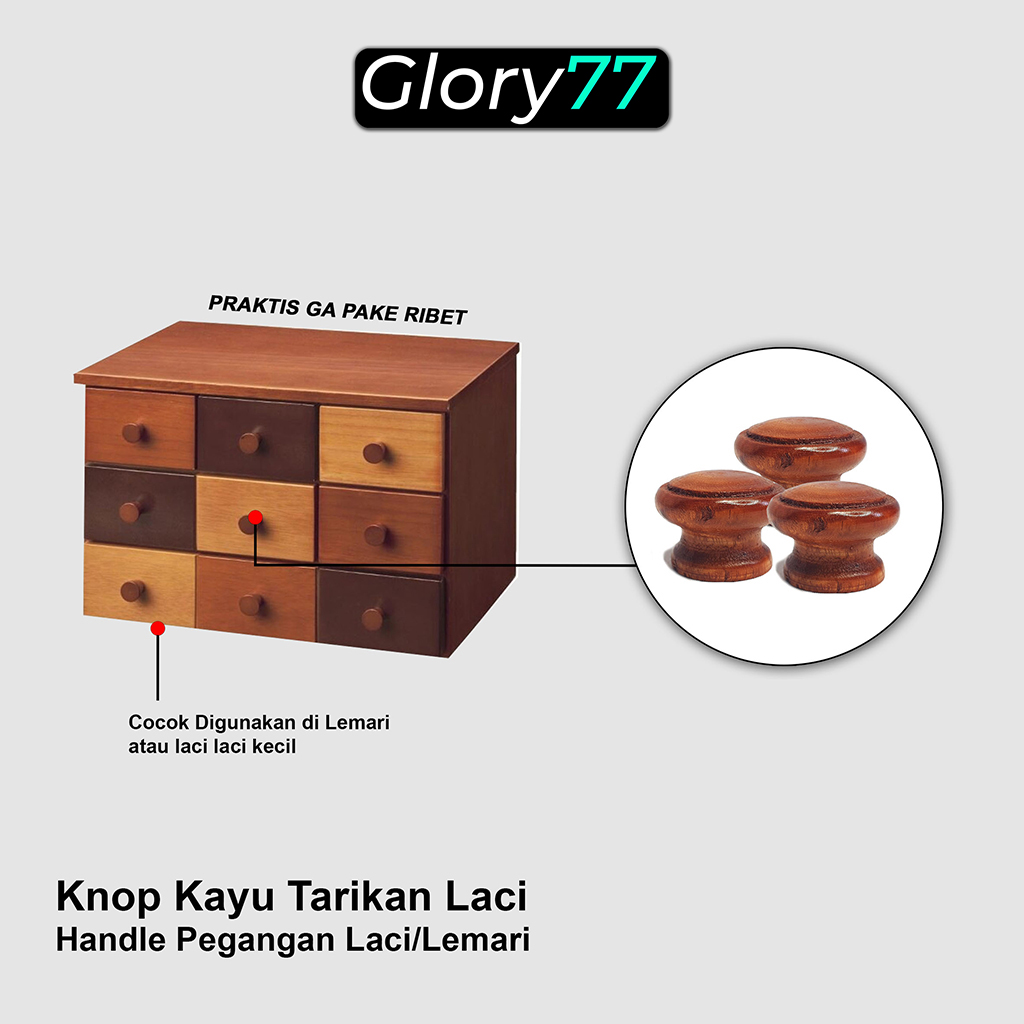 Glory77
PRAKTIS GA PAKE RIBET
Cocok Digunakan di Lemari
atau laci laci kecil
Knop Kayu Tarikan Laci
Handle Pegangan Laci/Lemari